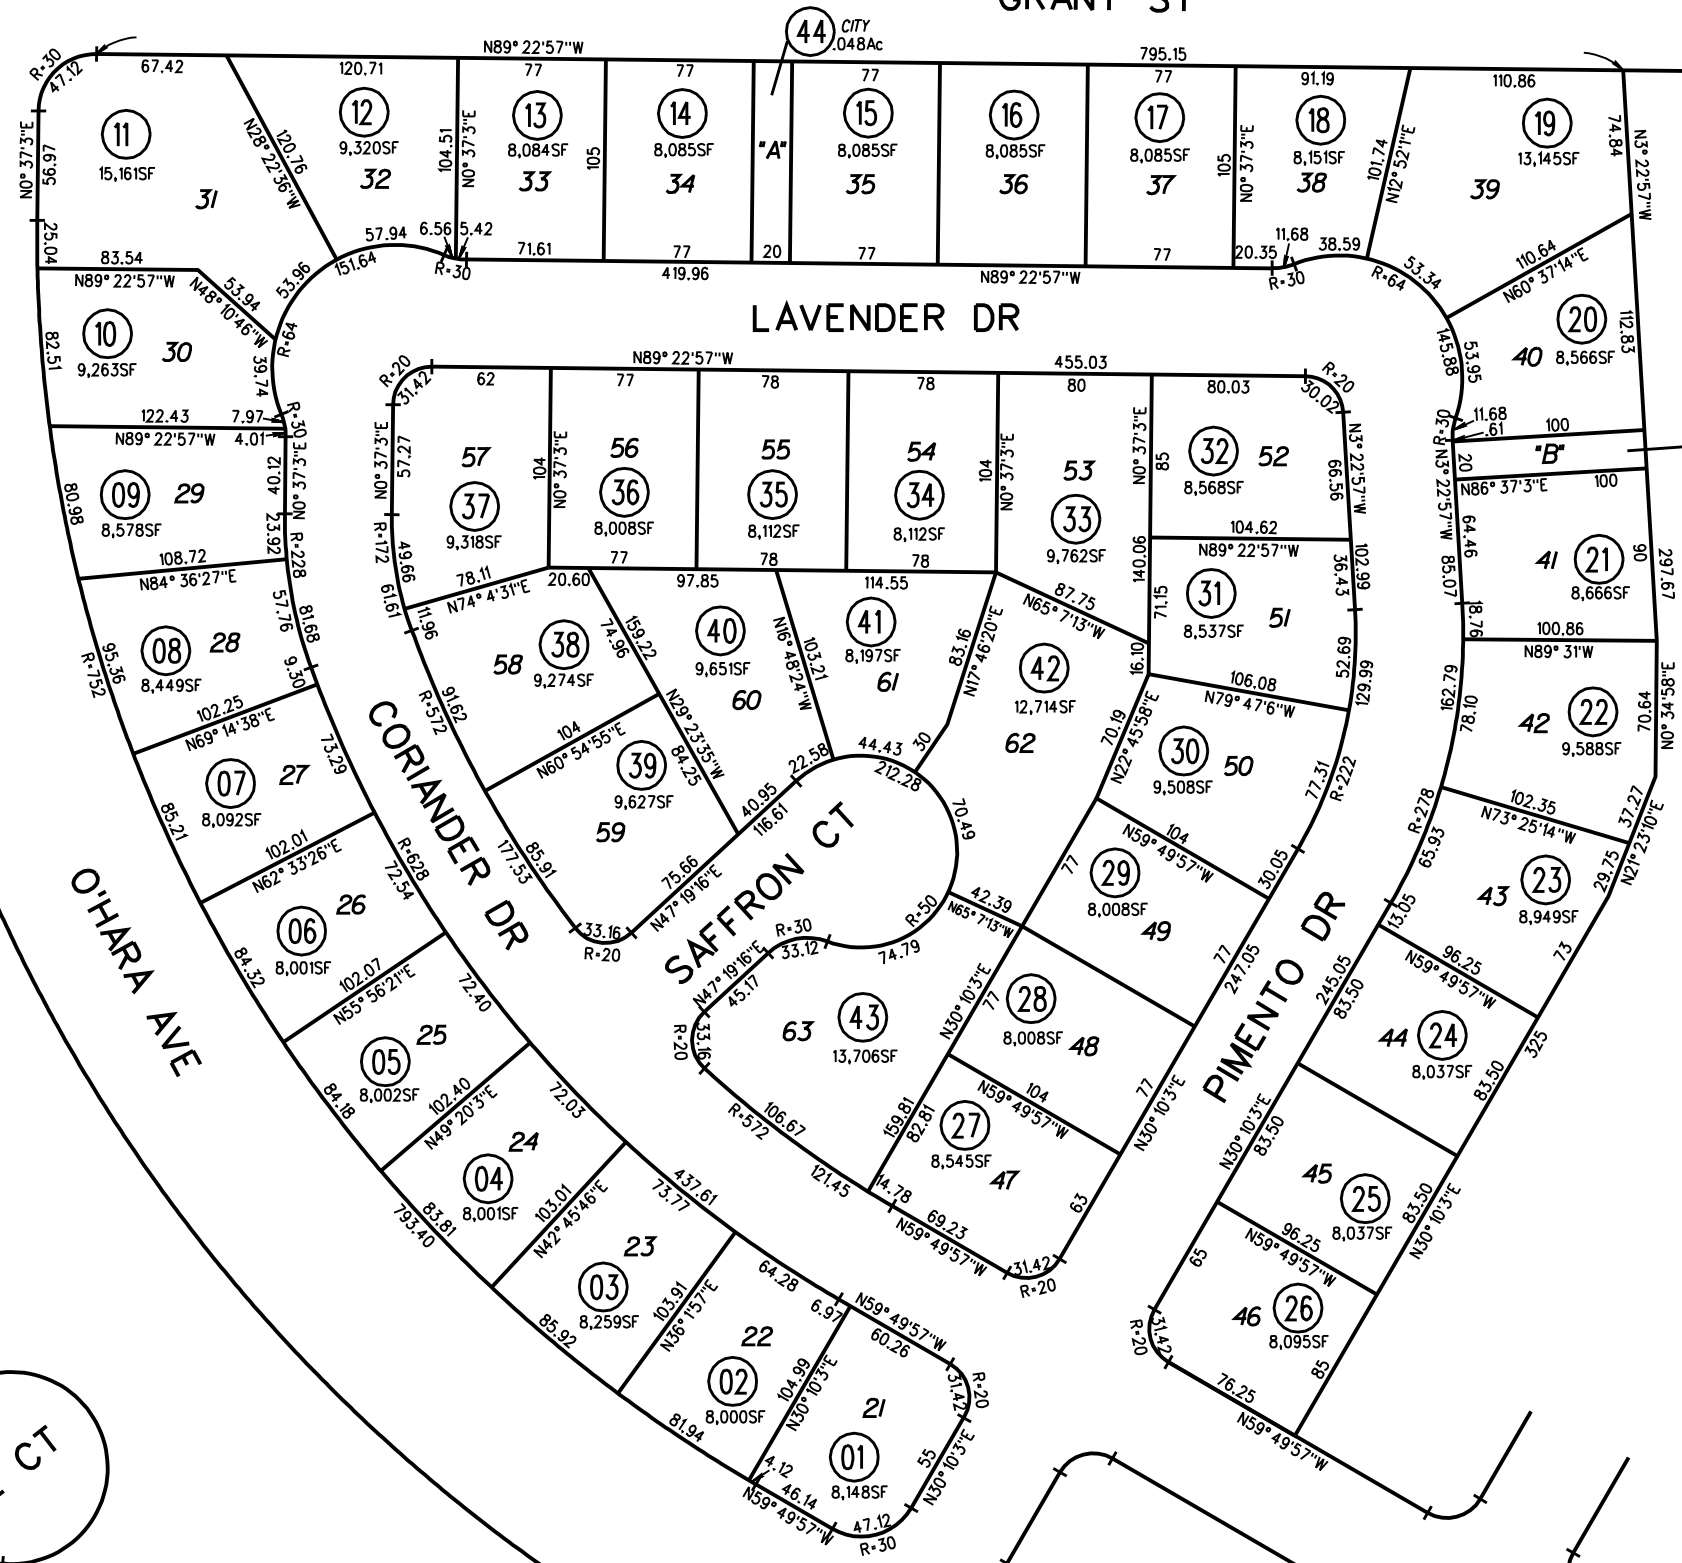 GRANT ST
44 CITY
.048Ac
N89°22'57"W 795.15
R=30 47.12 67.42 120.71 77 77 77 77 91.19 110.86
N0°37'3"E 56.97 25.04
11
15,161SF
31
N28°22'36"W 120.76
12
9,320SF
32
104.51 N0°37'3"E
13
8,084SF
33
105
14
8,085SF
34
"A"
15
8,085SF
35
16
8,085SF
36
17
8,085SF
37
105 N0°37'3"E
18
8,151SF
38
101.74 N12°52'1"E
19
13,145SF
39
74.84 N3°22'57"W
57.94 151.64 6.56 5.42 R=30 71.61 77 20 77 77 20.35 11.68 R=30 38.59 R=64 53.34
419.96 N89°22'57"W
83.54
N89°22'57"W
53.94 N48°10'46"W
53.96 R=64 39.74
110.64
N60°37'14"E
LAVENDER DR
10
9,263SF
30
82.51
122.43 7.97 R=30
N89°22'57"W 4.01
20
8,566SF
40
112.83
145.88 53.95 R=30 11.68 .61
100
"B"
20
N86°37'3"E 100
N89°22'57"W 455.03
R=20 31.42 62 77 78 78 80 80.03 R=20 30.02
N0°37'3"E 57.27
57
37
9,318SF
104 N0°37'3"E
56
36
8,008SF
55
35
8,112SF
54
34
8,112SF
104 N0°37'3"E
53
33
9,762SF
N0°37'3"E 85 140.06 71.15
32
8,568SF
52
N3°22'57"W 66.56
104.62
N89°22'57"W
09
8,578SF
29
80.98
40.12 N0°37'3"E 23.92 R=228
108.72
N84°36'27"E
R=172 49.66 61.61
78.11
N74°4'31"E
77 78 78
20.60 97.85 114.55
N3°22'57"W 64.46 85.07 18.76
41
21
8,666SF
90 297.67
100.86
N89°31'W
31
8,537SF
51
102.99 36.43
87.75
N65°7'13"W
08
8,449SF
28
95.36 R=752
57.76 81.68 9.30
102.25
N69°14'38"E
11.96
58
38
9,274SF
159.22 74.96
40
9,651SF
60
N16°48'24"W 103.21
41
8,197SF
61
83.16 N17°46'20"E
30
42
12,714SF
62
16.10
106.08
N79°47'6"W
52.69 129.99
162.79 78.10
42
22
9,588SF
70.64 N0°34'58"E
R=572 91.62
104
N60°54'55"E
N29°23'35"W 84.25
39
9,627SF
59
22.58 44.43 212.28 70.49
40.95 116.61
70.19 N22°45'58"E
30
9,508SF
50
77.31 R=222
07
8,092SF
27
85.21
73.29
102.01
N62°33'26"E
102.35
N73°25'14"W
37.27 N21°23'10"E 29.75
R=278 65.93 13.05
CORIANDER DR
SAFFRON CT
PIMENTO DR
O'HARA AVE
85.91 177.53
75.66
N47°19'16"E
33.16
R=20
104
N59°49'57"W
77
29
8,008SF
49
30.05
42.39
N65°7'13"W
R=50 74.79
R=30
33.12
N47°19'16"E
45.17
43
23
8,949SF
73
96.25
N59°49'57"W
06
8,001SF
26
84.32
R=628 72.54
102.07
N55°56'21"E
05
8,002SF
25
72.40
84.18
102.40
N49°20'3"E
33.16 R=20
63
43
13,706SF
N30°10'3"E 77
28
8,008SF
48
77 247.05
245.05 83.50
44
24
8,037SF
325 83.50
106.67 R=572
121.45
159.81 82.81
104
N59°49'57"W
77 N30°10'3"E
27
8,545SF
47
63
14.78 69.23
N59°49'57"W
31.42
R=20
N30°10'3"E 83.50
45
25
8,037SF
83.50 N30°10'3"E
96.25
N59°49'57"W
65
46
26
8,095SF
85
R=20 31.42
76.25
N59°49'57"W
04
8,001SF
24
72.03
83.81
793.40
103.01
N42°45'46"E
437.61 73.77
03
8,259SF
23
85.92
103.91
N36°1'57"E
64.28 6.97
N59°49'57"W
60.26
22
02
8,000SF
81.94
104.99
N30°10'3"E
R=20 31.42
21
01
8,148SF
55 N30°10'3"E
4.12 46.14
N59°49'57"W
47.12
R=30
CT